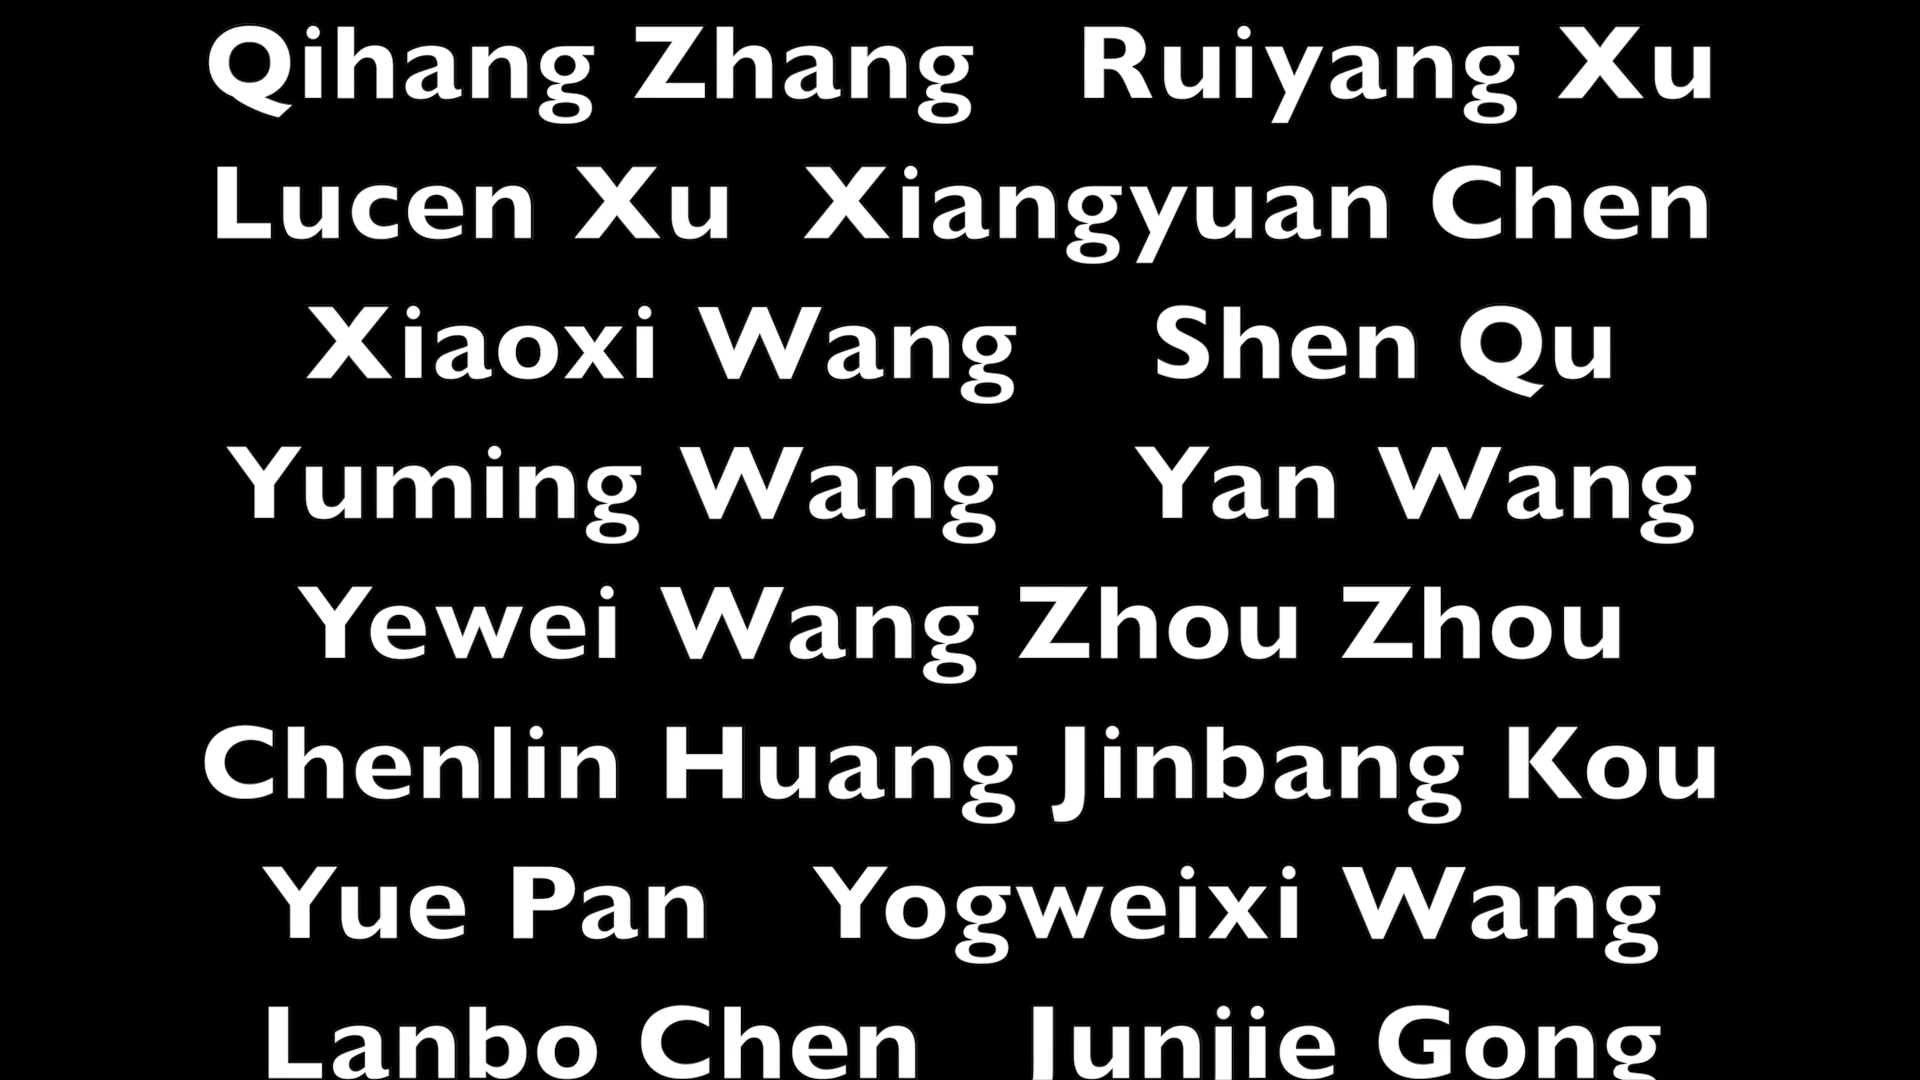 Qihang Zhang Ruiyang Xu
Lucen Xu Xiangyuan Chen
Xiaoxi Wang Shen Qu
Yuming Wang Yan Wang
Yewei Wang Zhou Zhou
Chenlin Huang Jinbang Kou
Yue Pan Yogweixi Wang
Lanbo Chen Junjie Gong